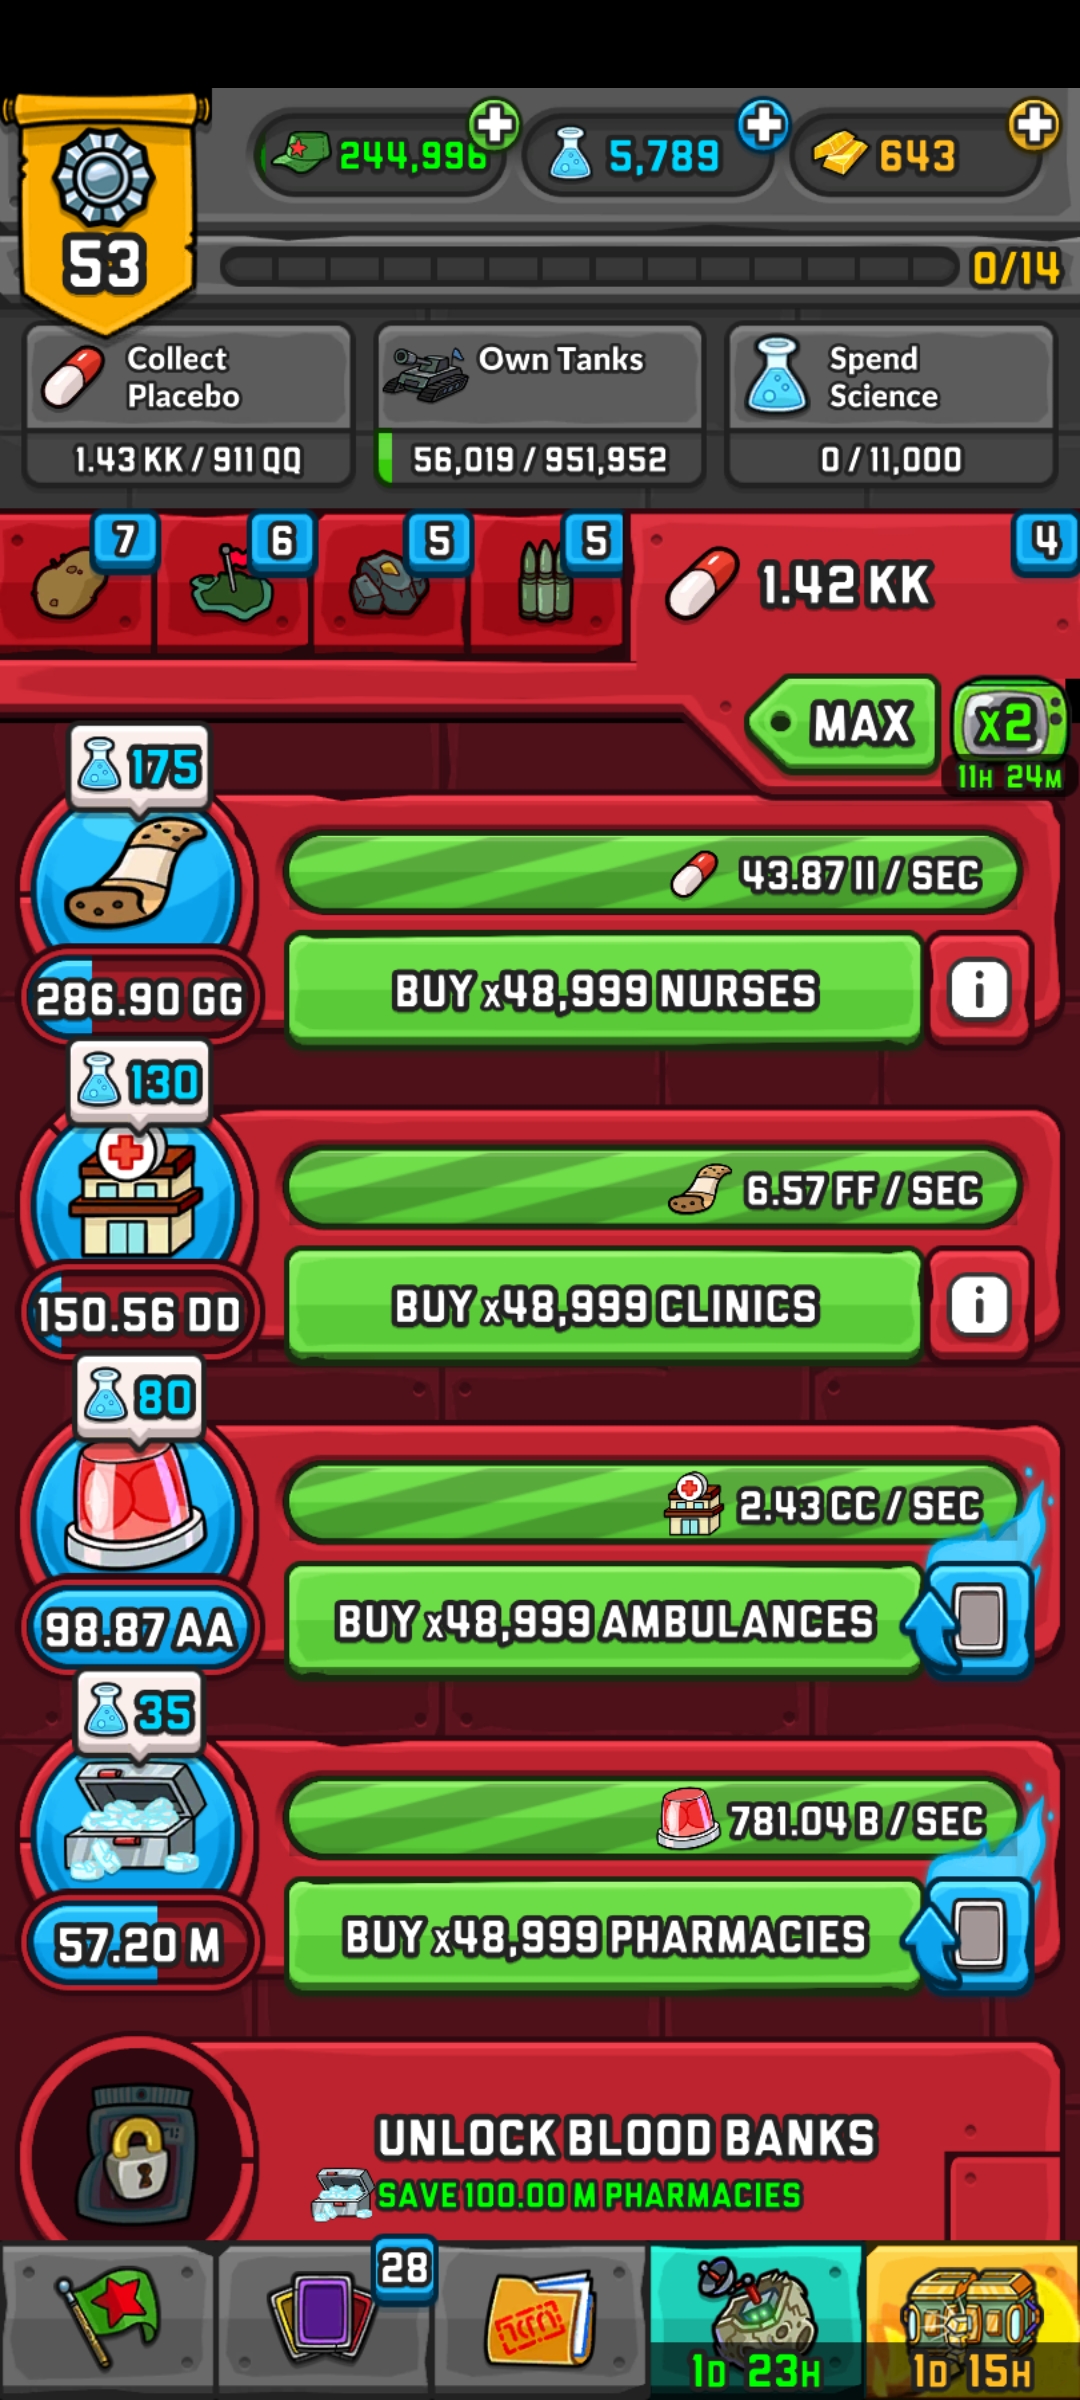 244,996
5,789
643
53
0/14
Collect
Placebo
Own Tanks
Spend
Science
1.43 KK / 911 QQ
56,019 / 951,952
0 / 11,000
7
6
5
5
4
1.42 KK
MAX
x2
11H 24M
175
43.87 II / SEC
286.90 GG
BUY x48,999 NURSES
i
130
6.57 FF / SEC
150.56 DD
BUY x48,999 CLINICS
i
80
2.43 CC / SEC
98.87 AA
BUY x48,999 AMBULANCES
35
781.04 B / SEC
57.20 M
BUY x48,999 PHARMACIES
UNLOCK BLOOD BANKS
SAVE 100.00 M PHARMACIES
28
1D 23H
1D 15H